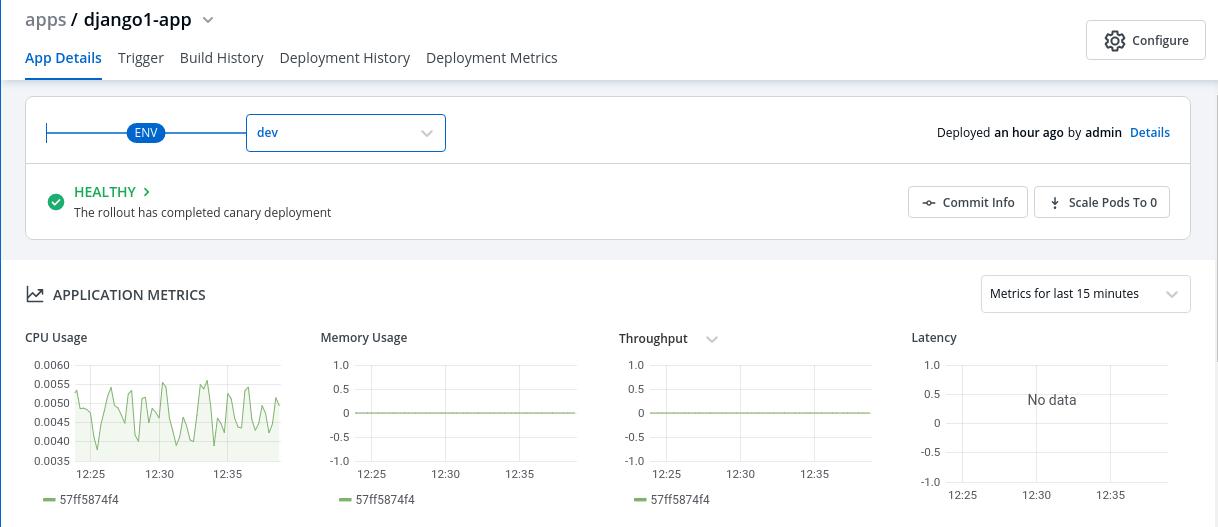 apps / django1-app
Configure
App Details Trigger Build History Deployment History Deployment Metrics
ENV dev Deployed an hour ago by admin Details
HEALTHY
The rollout has completed canary deployment
Commit Info Scale Pods To 0
APPLICATION METRICS Metrics for last 15 minutes
CPU Usage
0.0060
0.0055
0.0050
0.0045
0.0040
0.0035
12:25 12:30 12:35
57ff5874f4
Memory Usage
1.0
0.5
0
-0.5
-1.0
12:25 12:30 12:35
57ff5874f4
Throughput
1.0
0.5
0
-0.5
-1.0
12:25 12:30 12:35
57ff5874f4
Latency
1.0
0.5
0
-0.5
-1.0
No data
12:25 12:30 12:35